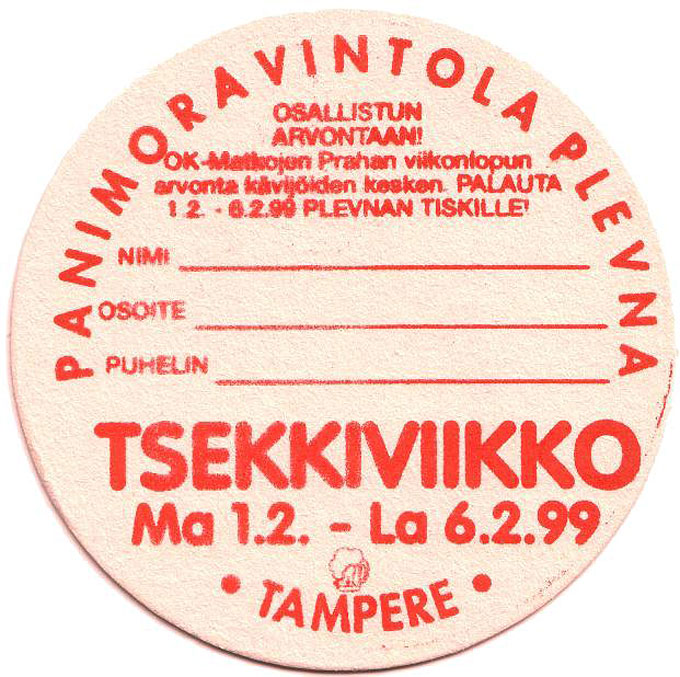 PANIMORAVINTOLA PLEVNA
OSALLISTUN
ARVONTAAN!
OK-Matkojen Prahan viikonlopun
arvonta kävijöiden kesken. PALAUTA
1.2. - 6.2.99 PLEVNAN TISKILLE!
NIMI
OSOITE
PUHELIN
TSEKKIVIIKKO
Ma 1.2. - La 6.2.99
• TAMPERE •